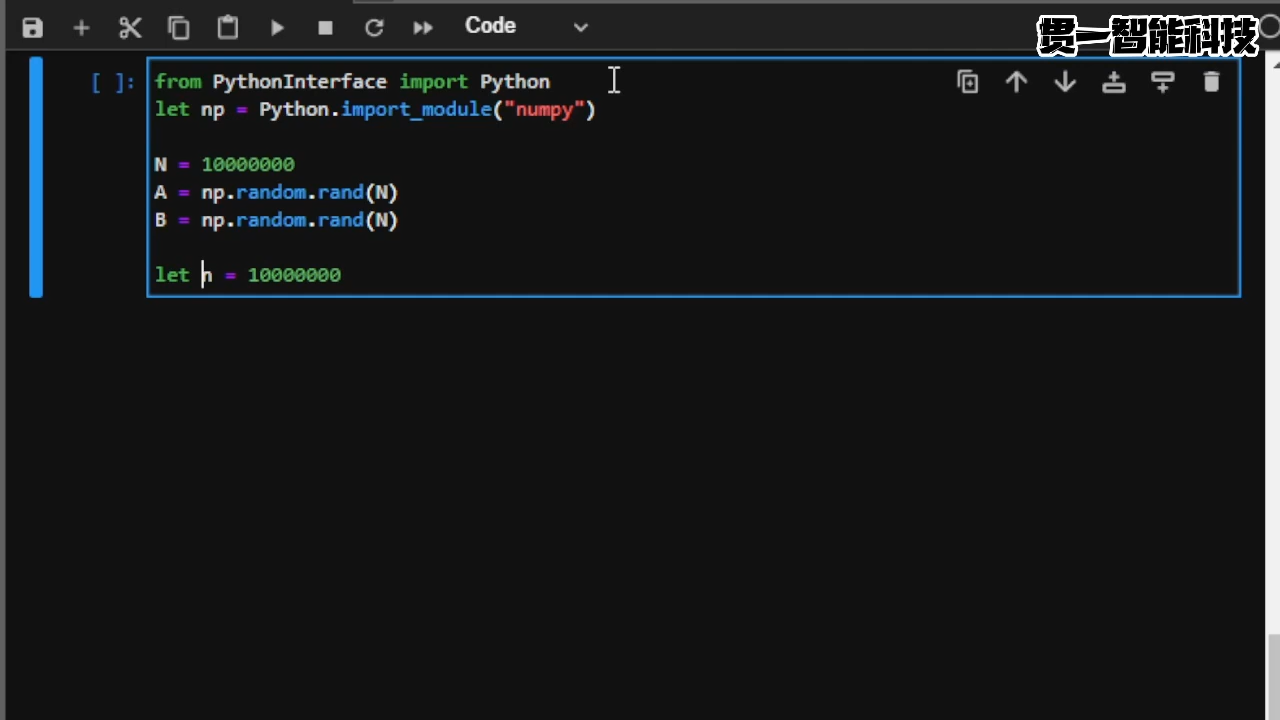 Code
贯一智能科技
[ ]:
from PythonInterface import Python
let np = Python.import_module("numpy")
N = 10000000
A = np.random.rand(N)
B = np.random.rand(N)
let n = 10000000